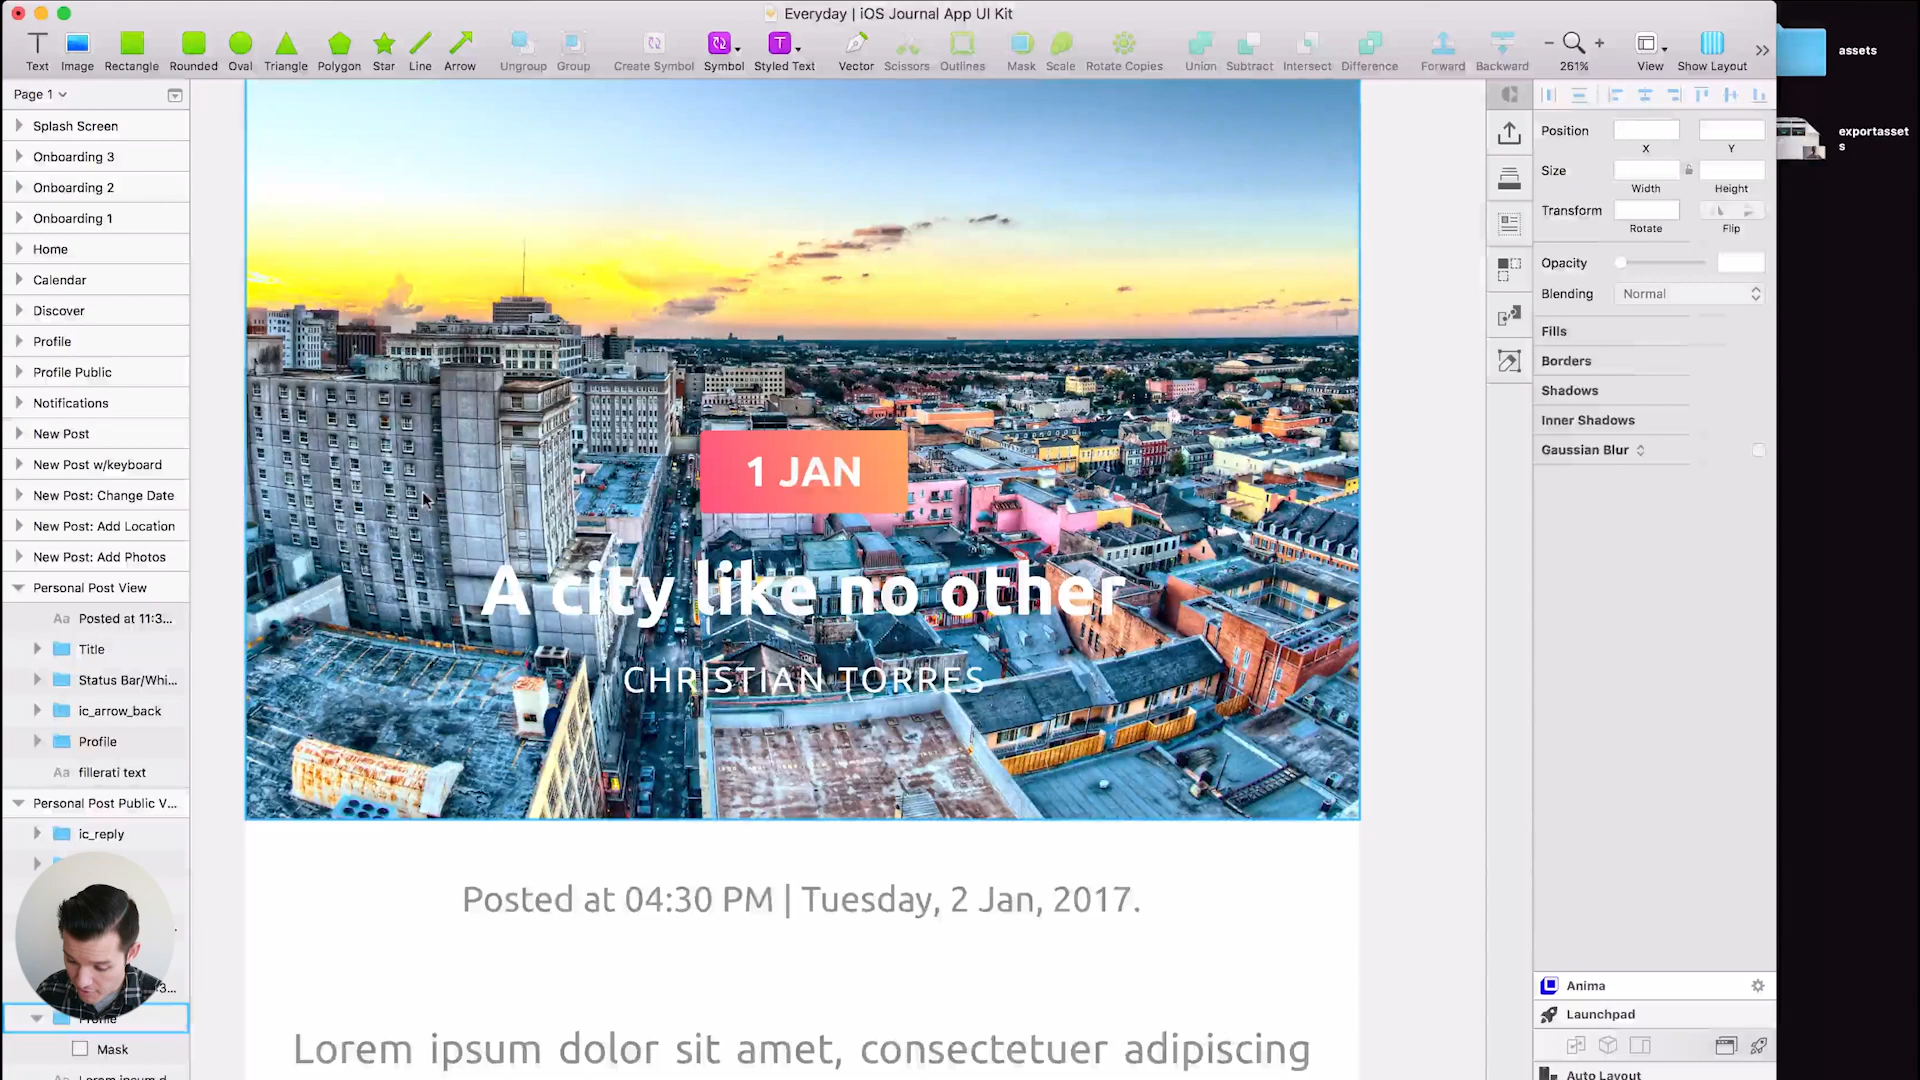 Everyday | iOS Journal App UI Kit
Text
Image
Rectangle
Rounded
Oval
Triangle
Polygon
Star
Line
Arrow
Ungroup
Group
Create Symbol
Symbol
Styled Text
Vector
Scissors
Outlines
Mask
Scale
Rotate Copies
Union
Subtract
Intersect
Difference
Forward
Backward
261%
View
Show Layout
assets
exportasset
s
Page 1
Splash Screen
Onboarding 3
Onboarding 2
Onboarding 1
Home
Calendar
Discover
Profile
Profile Public
Notifications
New Post
New Post w/keyboard
New Post: Change Date
New Post: Add Location
New Post: Add Photos
Personal Post View
Aa Posted at 11:3...
Title
Status Bar/Whi...
ic_arrow_back
Profile
Aa fillerati text
Personal Post Public V...
ic_reply
Profile
Mask
1 JAN
A city like no other
CHRISTIAN TORRES
Posted at 04:30 PM | Tuesday, 2 Jan, 2017.
Lorem ipsum dolor sit amet, consectetuer adipiscing
Position
X
Y
Size
Width
Height
Transform
Rotate
Flip
Opacity
Blending
Normal
Fills
Borders
Shadows
Inner Shadows
Gaussian Blur
Anima
Launchpad
Auto Layout